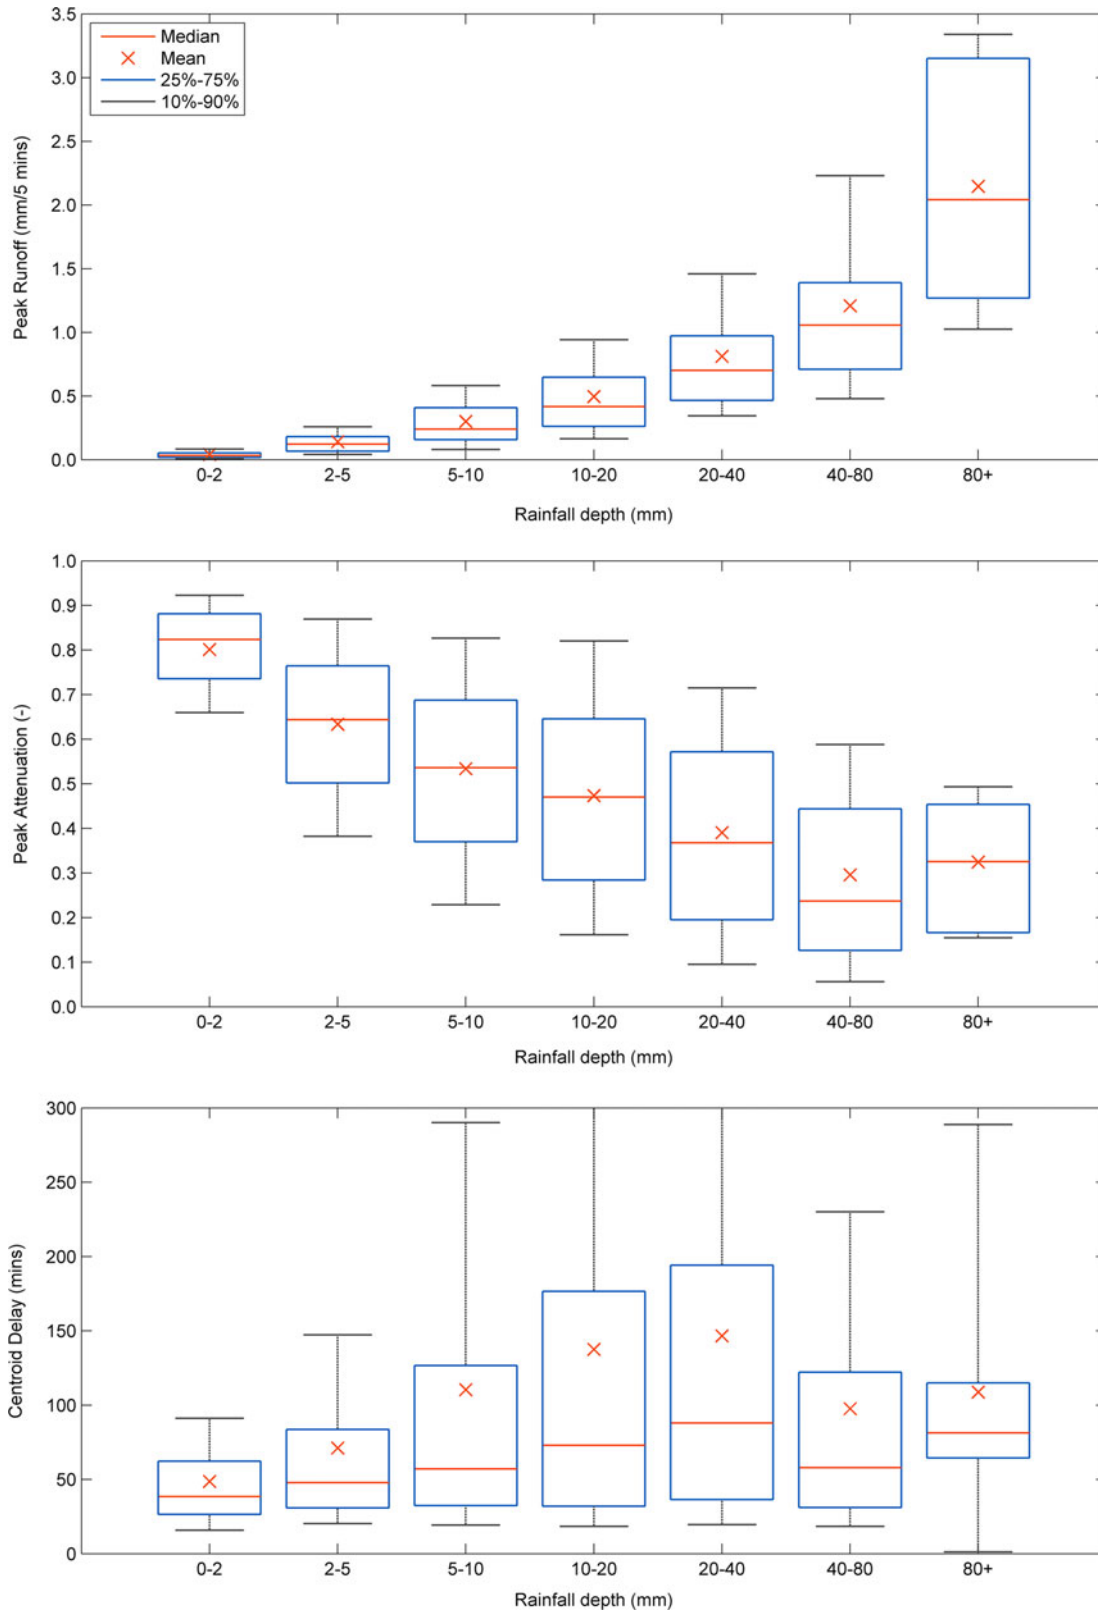 3.5
3.0
2.5
2.0
1.5
1.0
0.5
0.0
Peak Runoff (mm/5 mins)
Median
Mean
25%-75%
10%-90%
0-2 2-5 5-10 10-20 20-40 40-80 80+
Rainfall depth (mm)
1.0
0.9
0.8
0.7
0.6
0.5
0.4
0.3
0.2
0.1
0.0
Peak Attenuation (-)
0-2 2-5 5-10 10-20 20-40 40-80 80+
Rainfall depth (mm)
300
250
200
150
100
50
0
Centroid Delay (mins)
0-2 2-5 5-10 10-20 20-40 40-80 80+
Rainfall depth (mm)